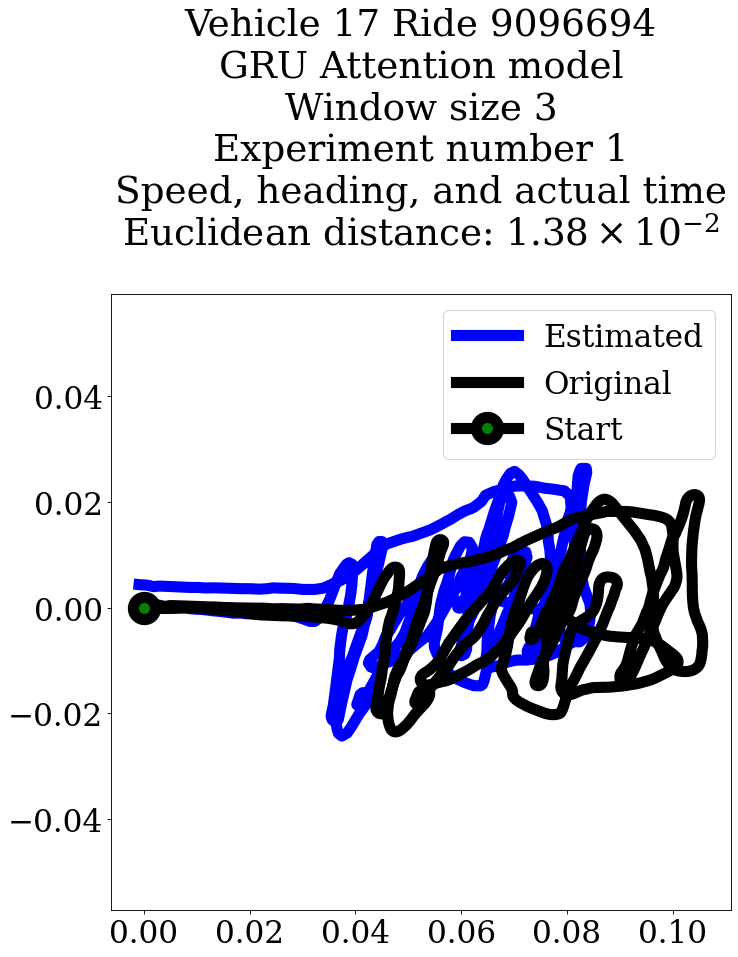 Vehicle 17 Ride 9096694
GRU Attention model
Window size 3
Experiment number 1
Speed, heading, and actual time
Euclidean distance: 1.38 × 10⁻²
Estimated
Original
Start
0.04
0.02
0.00
−0.02
−0.04
0.00 0.02 0.04 0.06 0.08 0.10